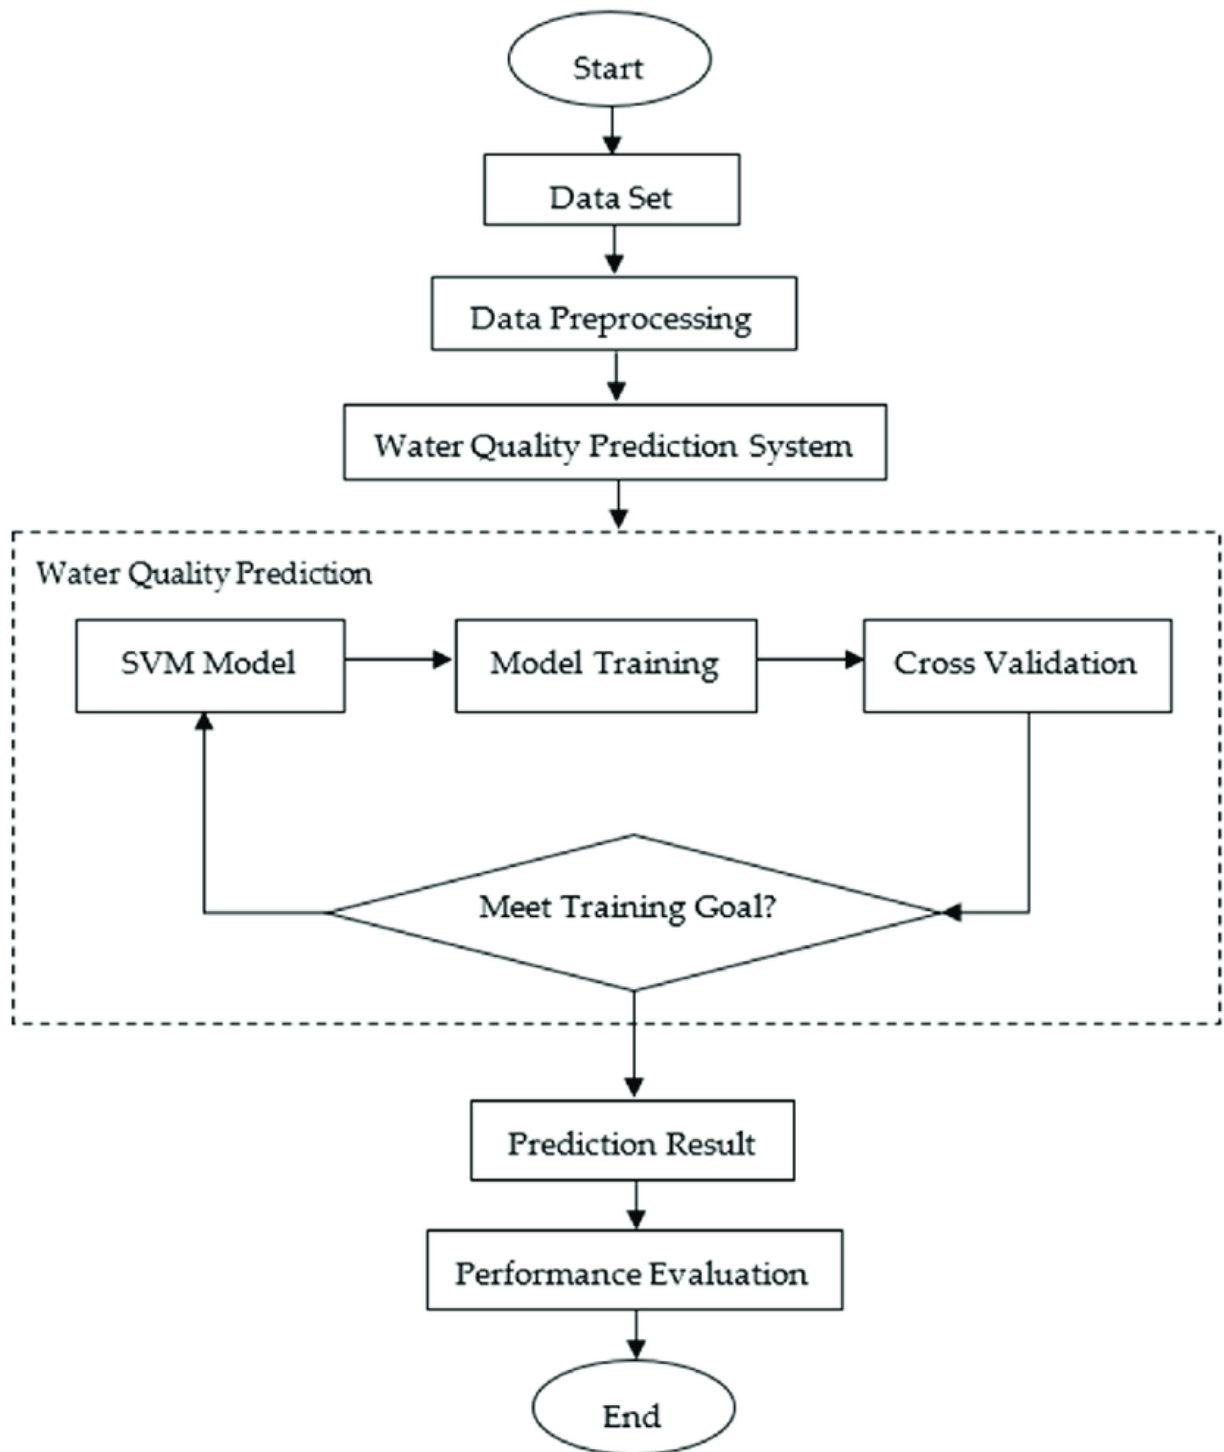 Start
Data Set
Data Preprocessing
Water Quality Prediction System
Water Quality Prediction
SVM Model
Model Training
Cross Validation
Meet Training Goal?
Prediction Result
Performance Evaluation
End